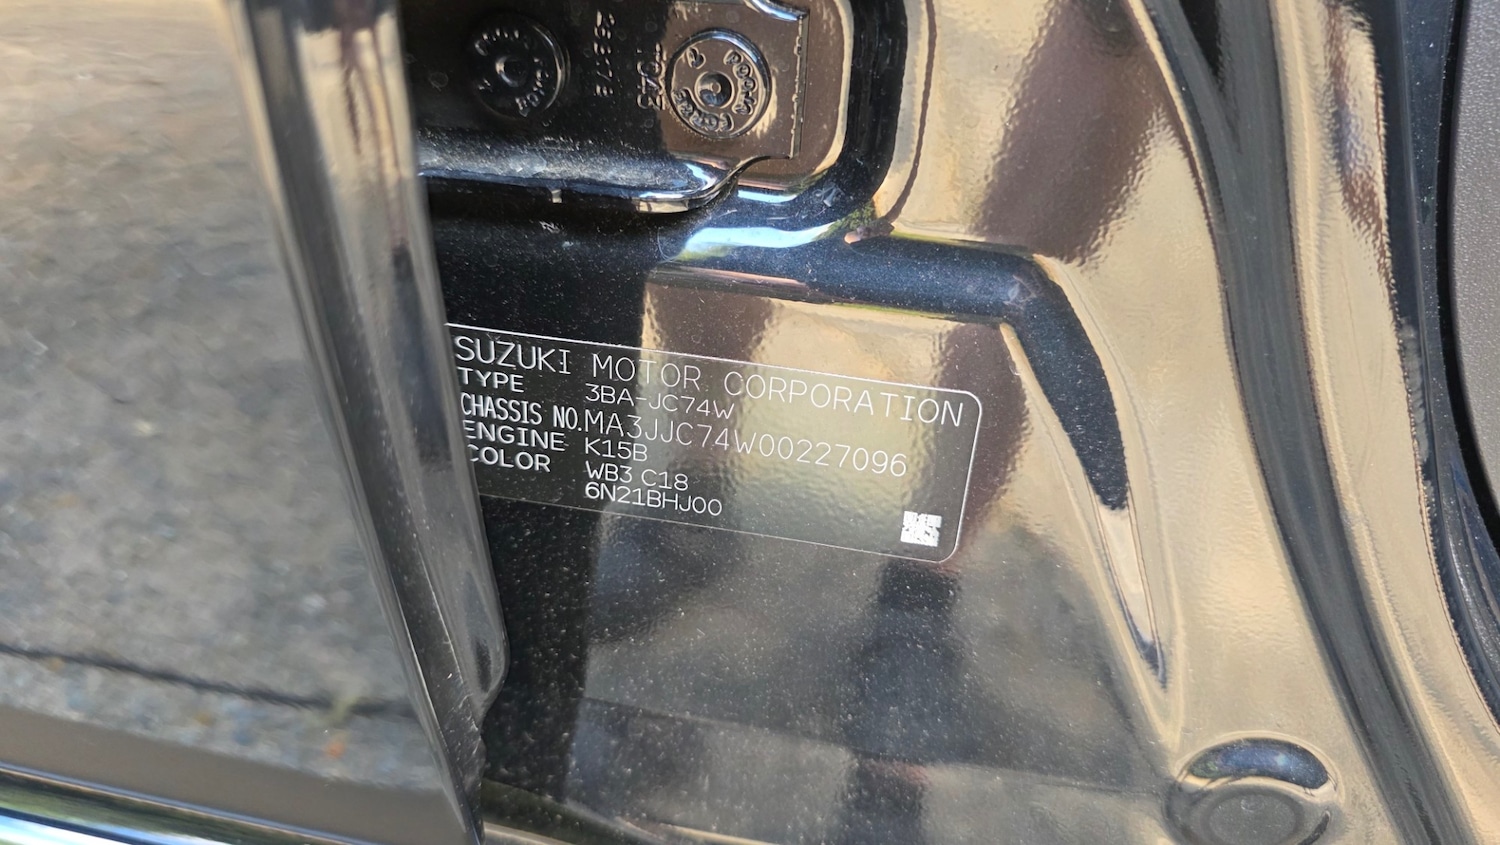 SUZUKI MOTOR CORPORATION
TYPE 3BA-JC74W
CHASSIS NO. MA3JJC74W00227096
ENGINE K15B
COLOR WB3 C18
6N21BHJ00